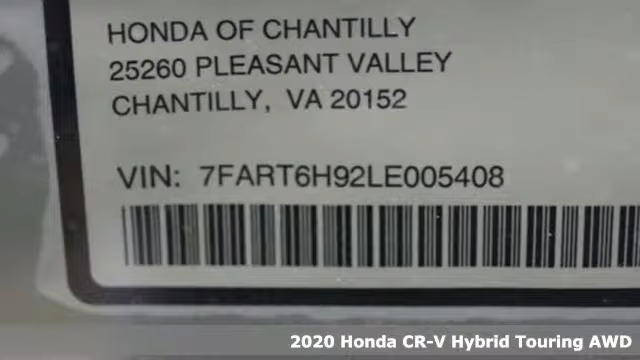 HONDA OF CHANTILLY
25260 PLEASANT VALLEY
CHANTILLY, VA 20152
VIN: 7FART6H92LE005408
2020 Honda CR-V Hybrid Touring AWD